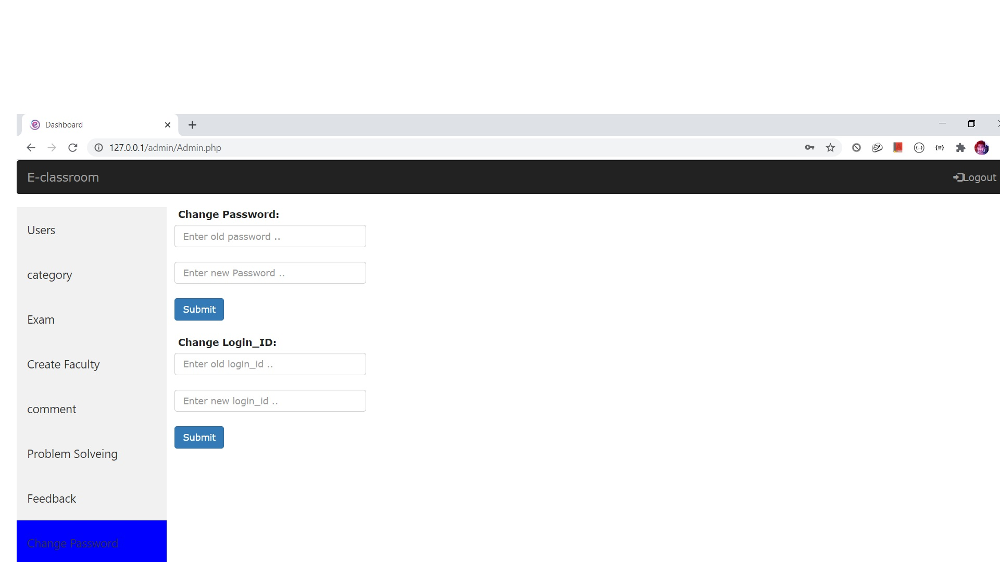 Dashboard
127.0.0.1/admin/Admin.php
E-classroom
Logout
Users
category
Exam
Create Faculty
comment
Problem Solveing
Feedback
Change Password
Change Password:
Enter old password ..
Enter new Password ..
Submit
Change Login_ID:
Enter old login_id ..
Enter new login_id ..
Submit